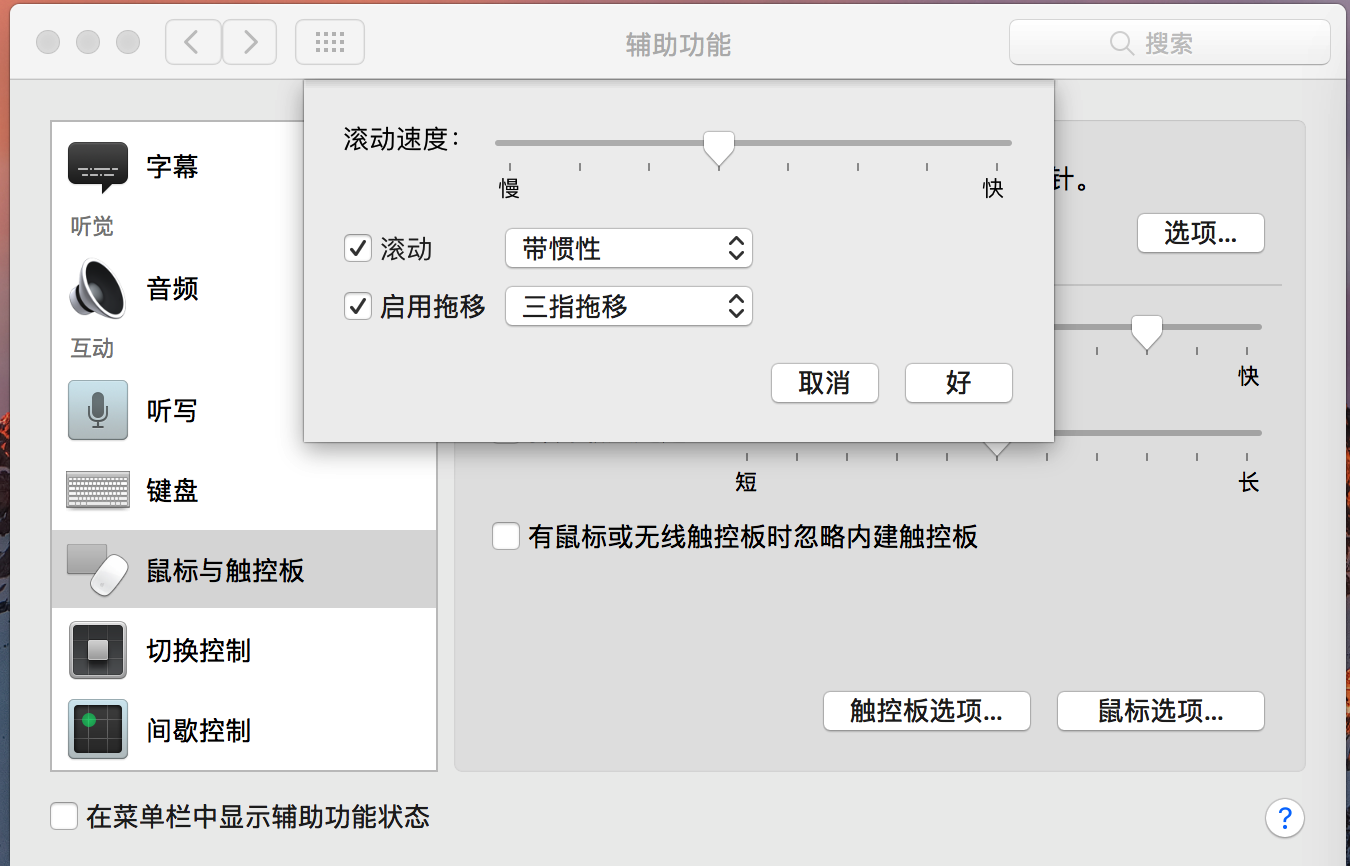 辅助功能
搜索
滚动速度：
慢
快
滚动
带惯性
启用拖移
三指拖移
取消
好
字幕
听觉
音频
互动
听写
键盘
鼠标与触控板
切换控制
间歇控制
针。
选项...
快
短
长
有鼠标或无线触控板时忽略内建触控板
触控板选项...
鼠标选项...
在菜单栏中显示辅助功能状态
?